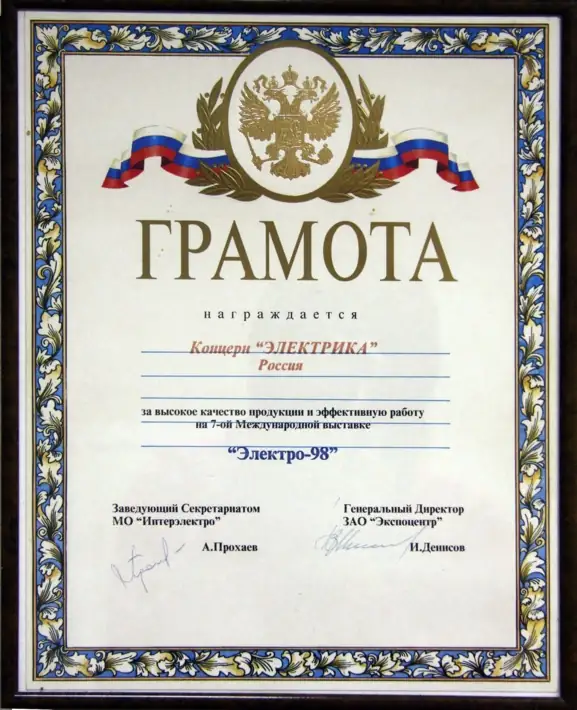 ГРАМОТА
награждается
Концерн “ЭЛЕКТРИКА”
Россия
за высокое качество продукции и эффективную работу
на 7-ой Международной выставке
“Электро-98”
Заведующий Секретариатом
МО “Интерэлектро”
А.Прохаев
Генеральный Директор
ЗАО “Экспоцентр”
И.Денисов